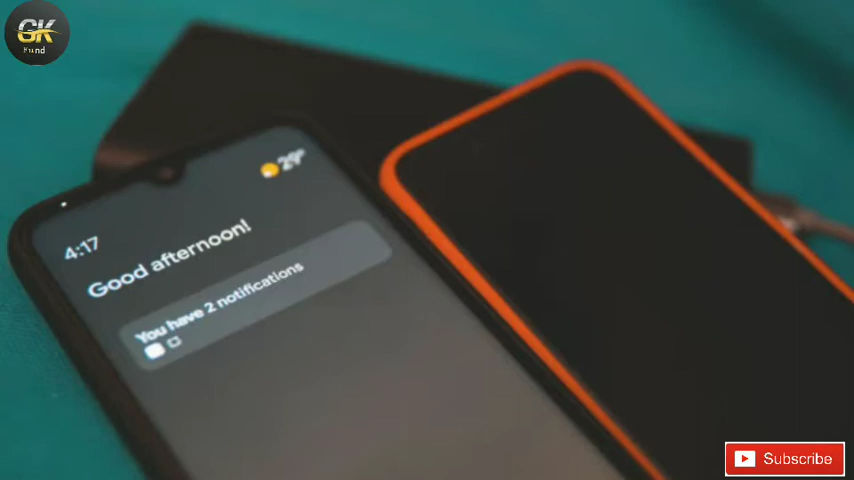 GK
Fund
29°
4:17
Good afternoon!
You have 2 notifications
Subscribe